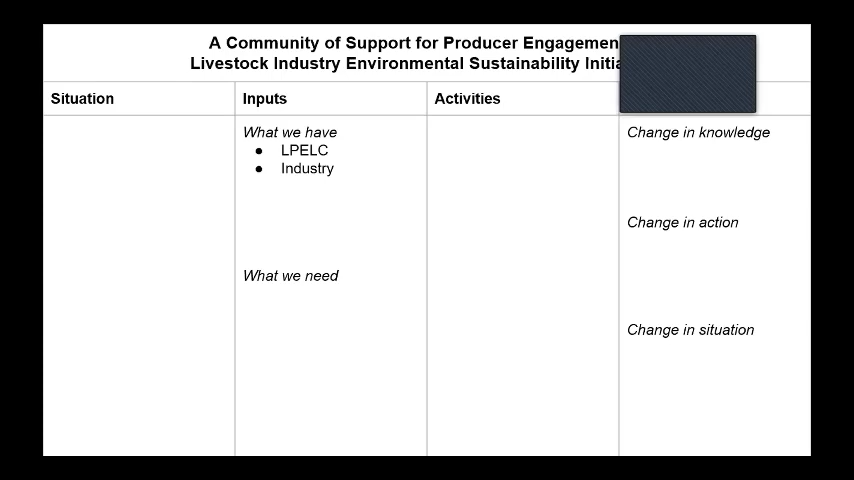 A Community of Support for Producer Engagemen
Livestock Industry Environmental Sustainability Initia
Situation
Inputs
Activities
What we have
● LPELC
● Industry
What we need
Change in knowledge
Change in action
Change in situation